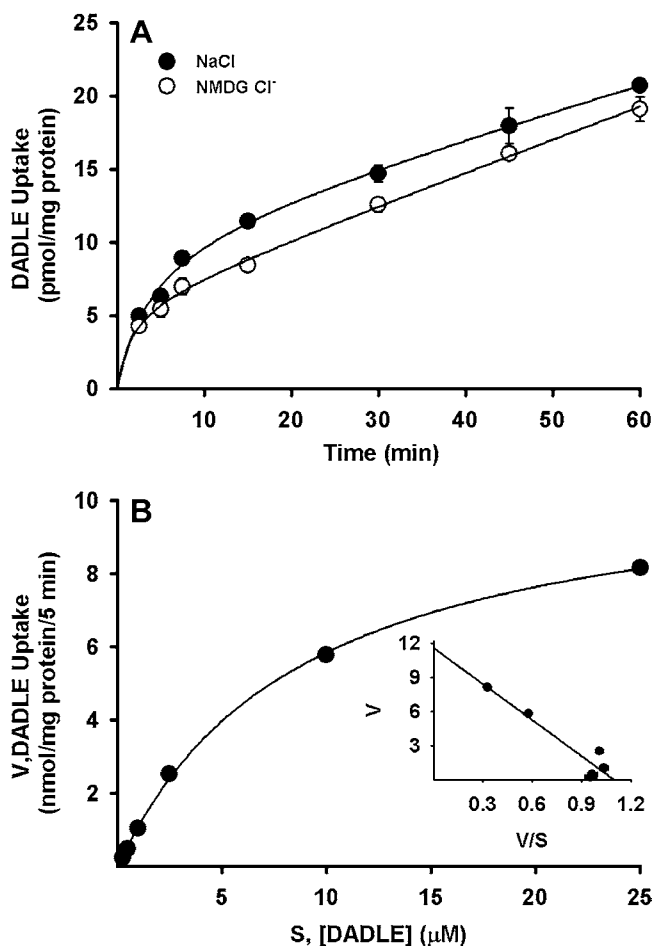 A
NaCl
NMDG Cl-
DADLE Uptake
(pmol/mg protein)
25
20
15
10
5
0
10 20 30 40 50 60
Time (min)
B
V,DADLE Uptake
(nmol/mg protein/5 min)
10
8
6
4
2
V
12
9
6
3
0.3 0.6 0.9 1.2
V/S
5 10 15 20 25
S, [DADLE] (μM)